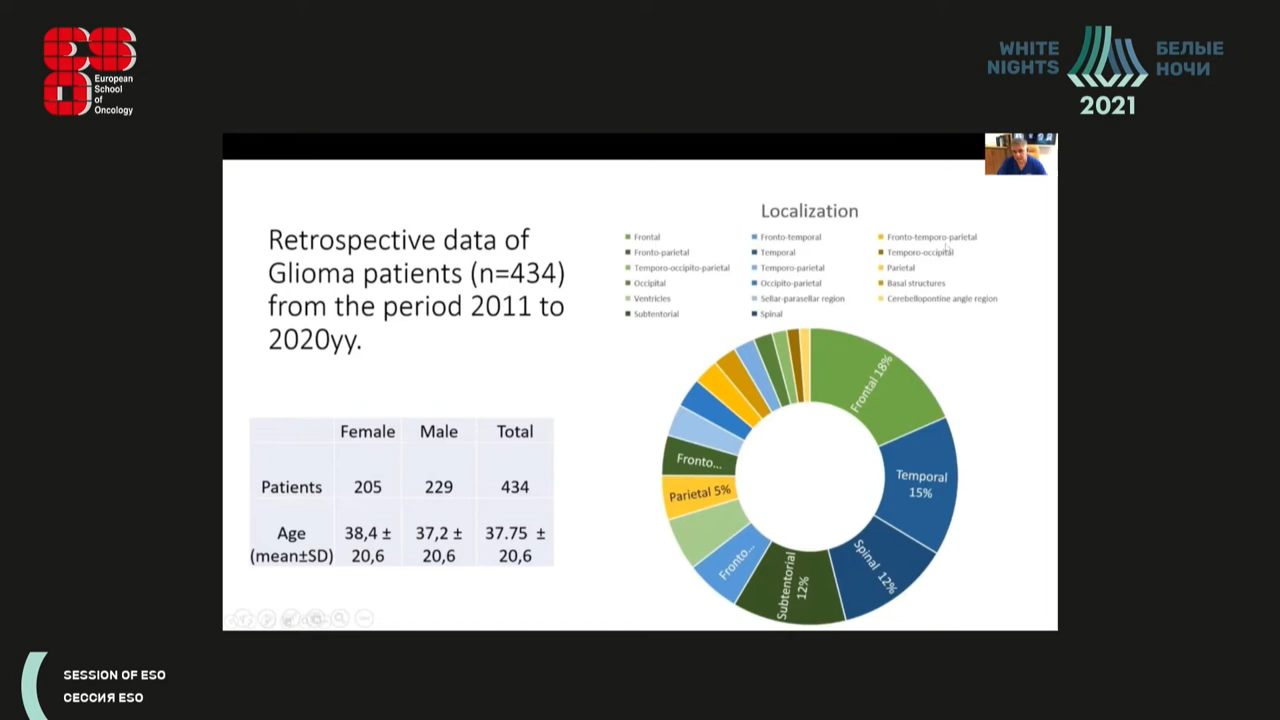 European
School
of
Oncology
WHITE
NIGHTS
БЕЛЫЕ
НОЧИ
2021
Retrospective data of
Glioma patients (n=434)
from the period 2011 to
2020yy.
Female Male Total
Patients 205 229 434
Age 38,4 ± 37,2 ± 37.75 ±
(mean±SD) 20,6 20,6 20,6
Localization
Frontal Fronto-temporal Fronto-temporo-parietal
Fronto-parietal Temporal Temporo-occipital
Temporo-occipito-parietal Temporo-parietal Parietal
Occipital Occipito-parietal Basal structures
Ventricles Sellar-parasellar region Cerebellopontine angle region
Subtentorial Spinal
Frontal 18%
Temporal
15%
Spinal 12%
Subtentorial
12%
Fronto...
Parietal 5%
Fronto...
SESSION OF ESO
СЕССИЯ ESO